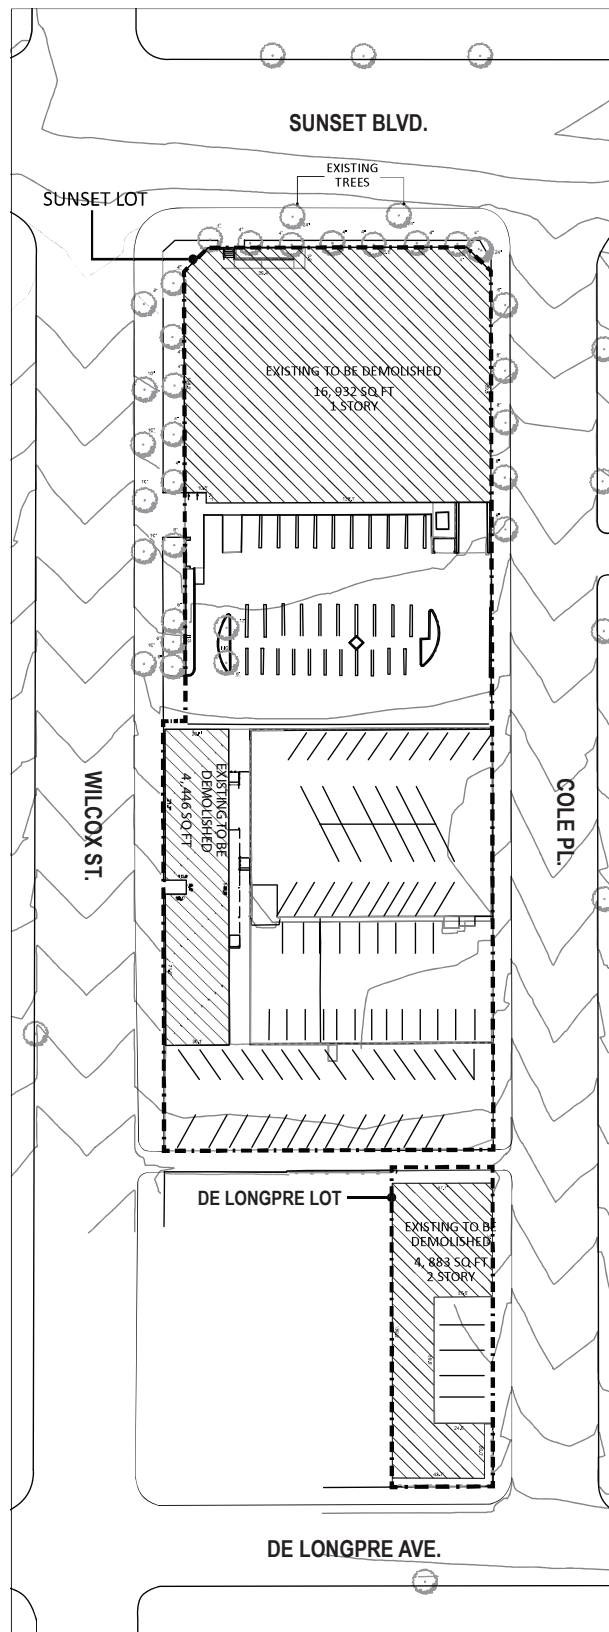 SUNSET BLVD.
EXISTING
TREES
SUNSET LOT
EXISTING TO BE DEMOLISHED
16, 932 SQ FT
1 STORY
EXISTING TO BE
DEMOLISHED
4, 446 SQ FT
WILCOX ST.
COLE PL.
DE LONGPRE LOT
EXISTING TO BE
DEMOLISHED
4, 883 SQ FT
2 STORY
DE LONGPRE AVE.